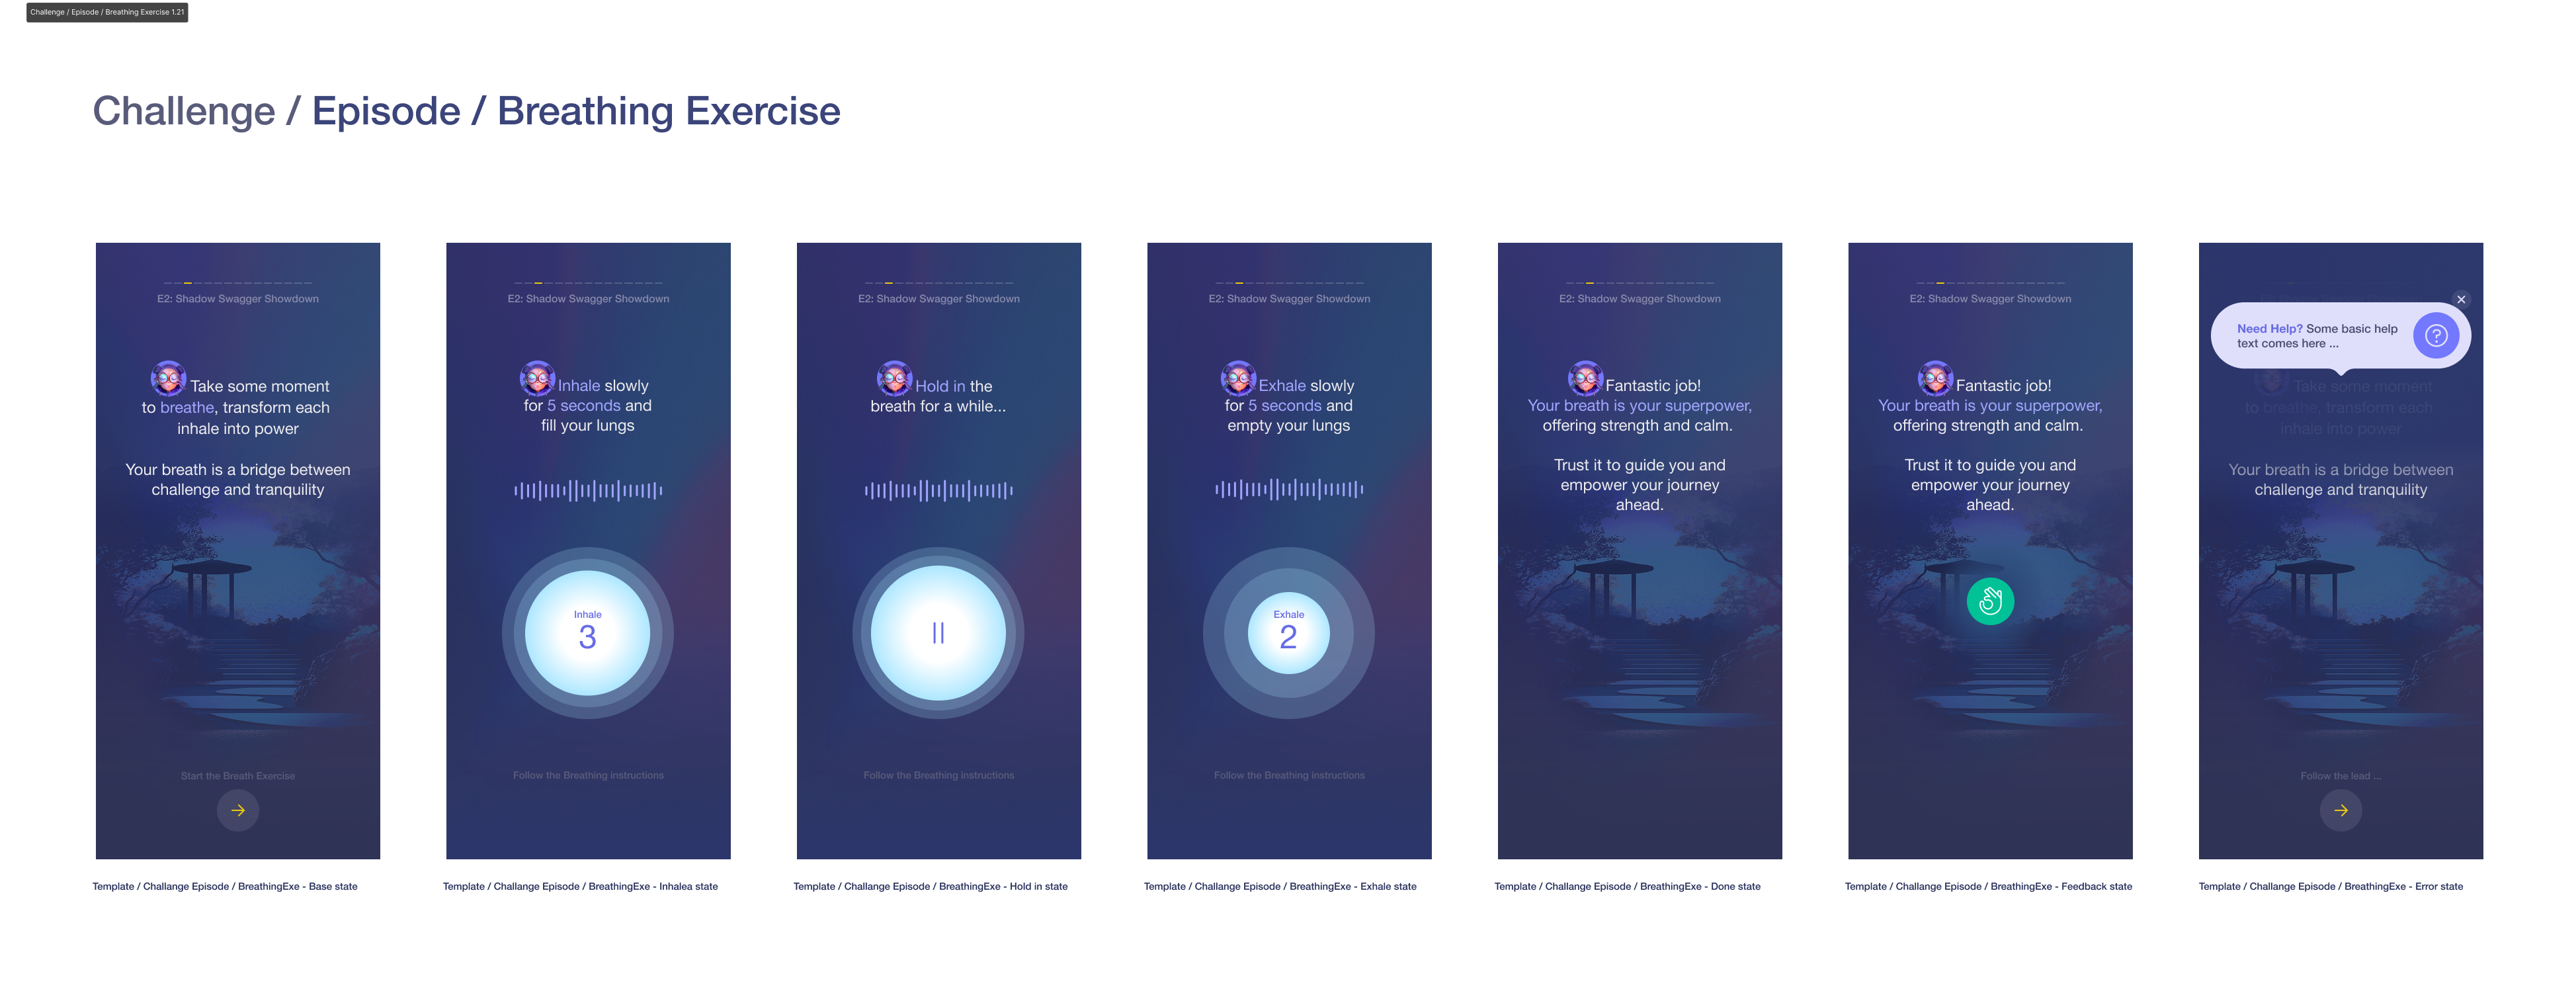 Challenge / Episode / Breathing Exercise 1.21
Challenge / Episode / Breathing Exercise
E2: Shadow Swagger Showdown
Take some moment
to breathe, transform each
inhale into power
Your breath is a bridge between
challenge and tranquility
Start the Breath Exercise
Template / Challange Episode / BreathingExe - Base state
E2: Shadow Swagger Showdown
Inhale slowly
for 5 seconds and
fill your lungs
Inhale
3
Follow the Breathing instructions
Template / Challange Episode / BreathingExe - Inhalea state
E2: Shadow Swagger Showdown
Hold in the
breath for a while...
Follow the Breathing instructions
Template / Challange Episode / BreathingExe - Hold in state
E2: Shadow Swagger Showdown
Exhale slowly
for 5 seconds and
empty your lungs
Exhale
2
Follow the Breathing instructions
Template / Challange Episode / BreathingExe - Exhale state
E2: Shadow Swagger Showdown
Fantastic job!
Your breath is your superpower,
offering strength and calm.
Trust it to guide you and
empower your journey
ahead.
Template / Challange Episode / BreathingExe - Done state
E2: Shadow Swagger Showdown
Fantastic job!
Your breath is your superpower,
offering strength and calm.
Trust it to guide you and
empower your journey
ahead.
Template / Challange Episode / BreathingExe - Feedback state
Need Help? Some basic help
text comes here ...
?
Take some moment
to breathe, transform each
inhale into power
Your breath is a bridge between
challenge and tranquility
Follow the lead ...
Template / Challange Episode / BreathingExe - Error state